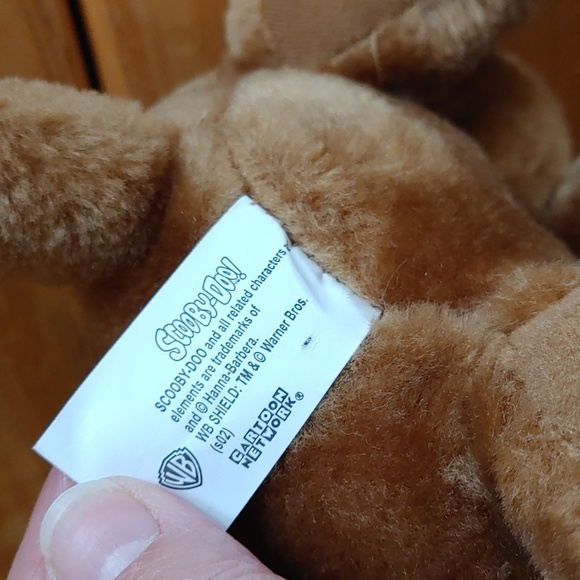 SCOOBY-DOO!
SCOOBY-DOO and all related characters
elements are trademarks of
and © Hanna-Barbera.
WB SHIELD: TM & © Warner Bros.
(s02)
WB
CARTOON
NETWORK®